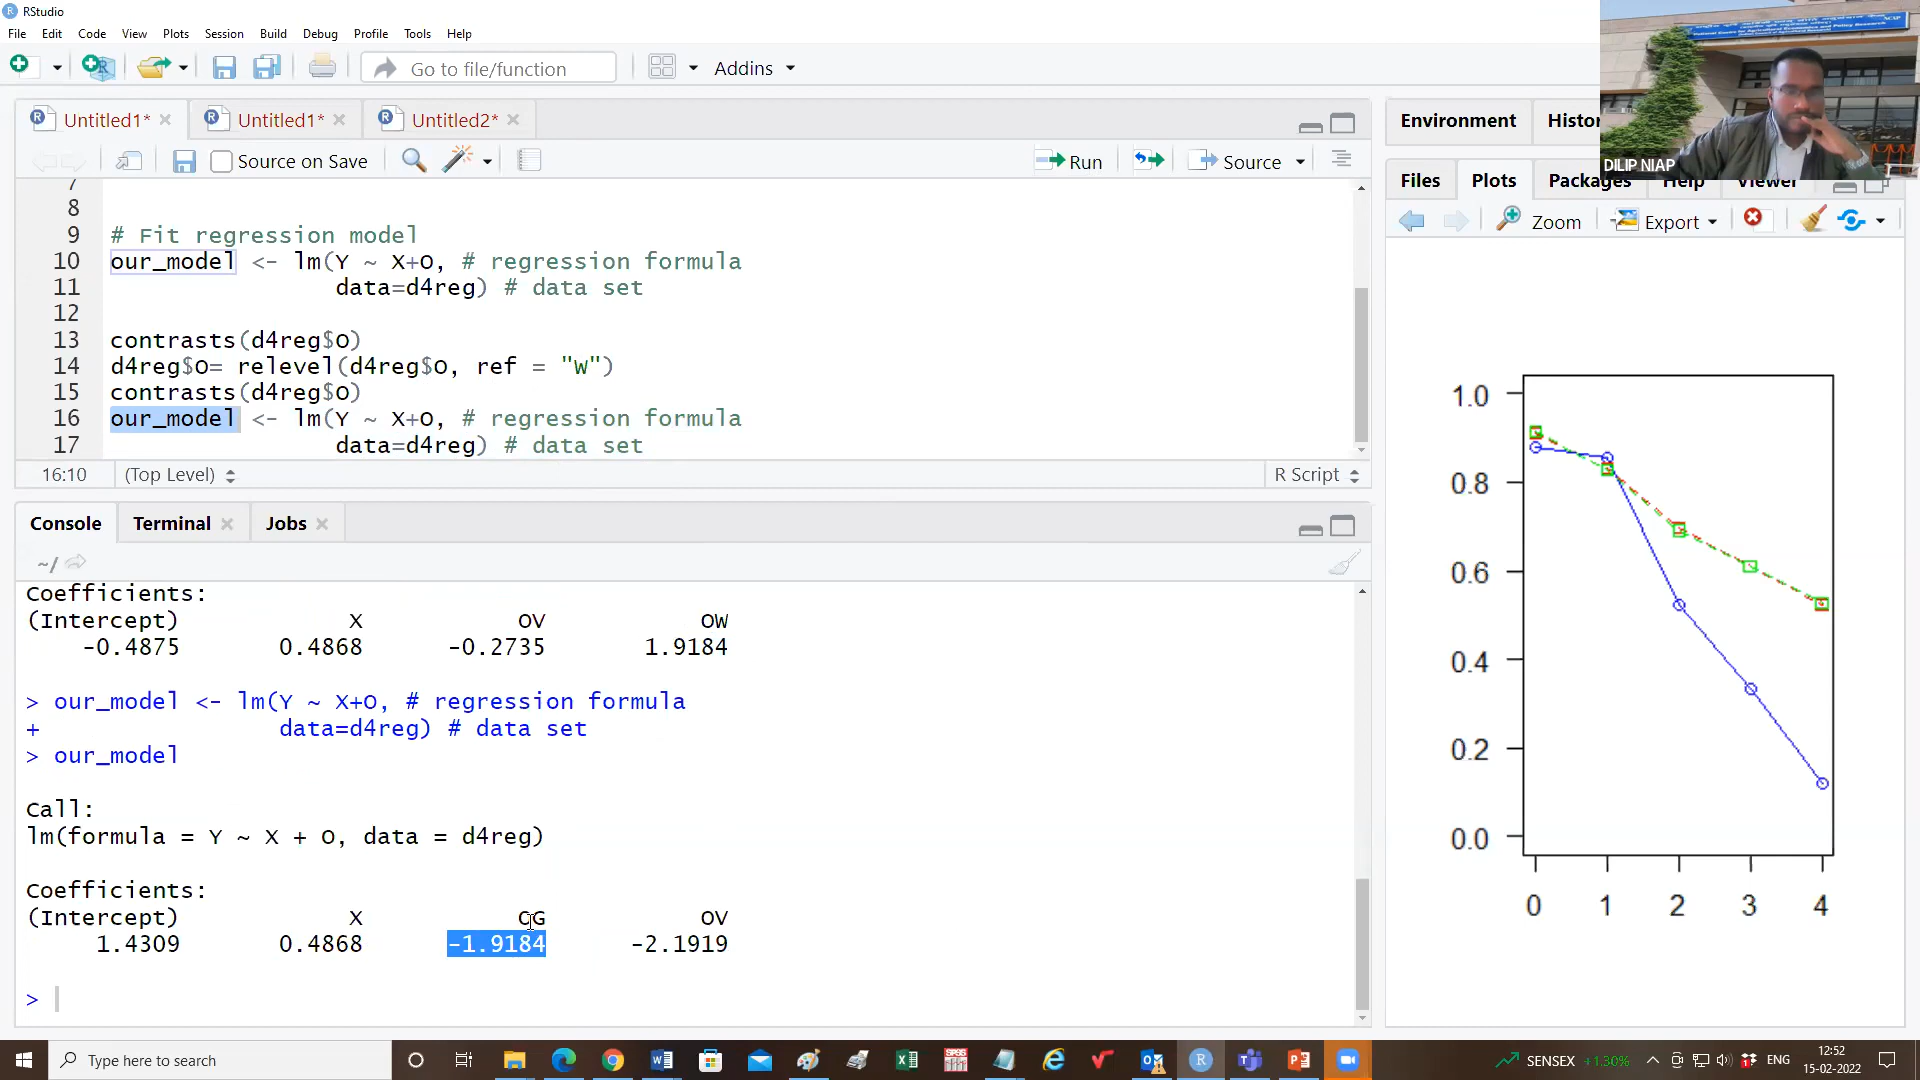 RStudio
File Edit Code View Plots Session Build Debug Profile Tools Help
Go to file/function
Addins
Untitled1* Untitled1* Untitled2*
Source on Save
Run
Source
7
8
9 # Fit regression model
10 our_model <- lm(Y ~ X+O, # regression formula
11 data=d4reg) # data set
12
13 contrasts(d4reg$O)
14 d4reg$O= relevel(d4reg$O, ref = "W")
15 contrasts(d4reg$O)
16 our_model <- lm(Y ~ X+O, # regression formula
17 data=d4reg) # data set
16:10 (Top Level) R Script
Console Terminal Jobs
~/
Coefficients:
(Intercept) X OV OW
-0.4875 0.4868 -0.2735 1.9184
> our_model <- lm(Y ~ X+O, # regression formula
+ data=d4reg) # data set
> our_model
Call:
lm(formula = Y ~ X + O, data = d4reg)
Coefficients:
(Intercept) X OG OV
1.4309 0.4868 -1.9184 -2.1919
>
Environment Histor
DILIP NIAP
Files Plots Packages Help Viewer
Zoom Export
1.0
0.8
0.6
0.4
0.2
0.0
0 1 2 3 4
Type here to search
SENSEX +1.30%
ENG
12:52
15-02-2022